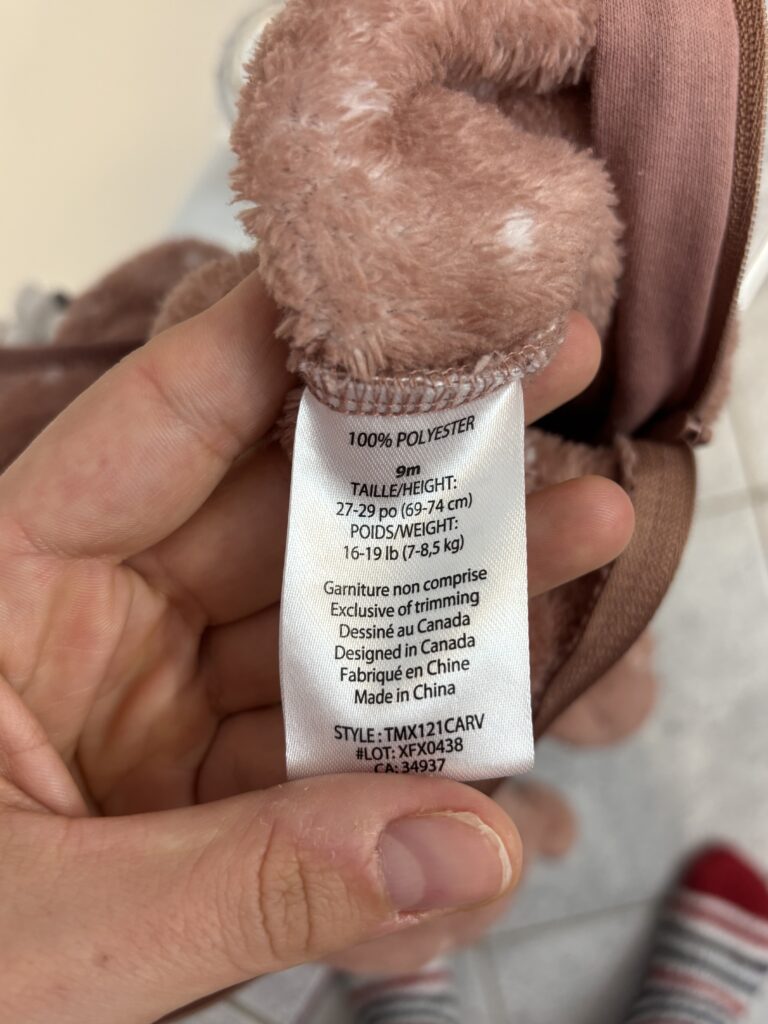 100% POLYESTER
9m
TAILLE/HEIGHT:
27-29 po (69-74 cm)
POIDS/WEIGHT:
16-19 lb (7-8,5 kg)
Garniture non comprise
Exclusive of trimming
Dessiné au Canada
Designed in Canada
Fabriqué en Chine
Made in China
STYLE : TMX121CARV
#LOT: XFX0438
CA: 34937